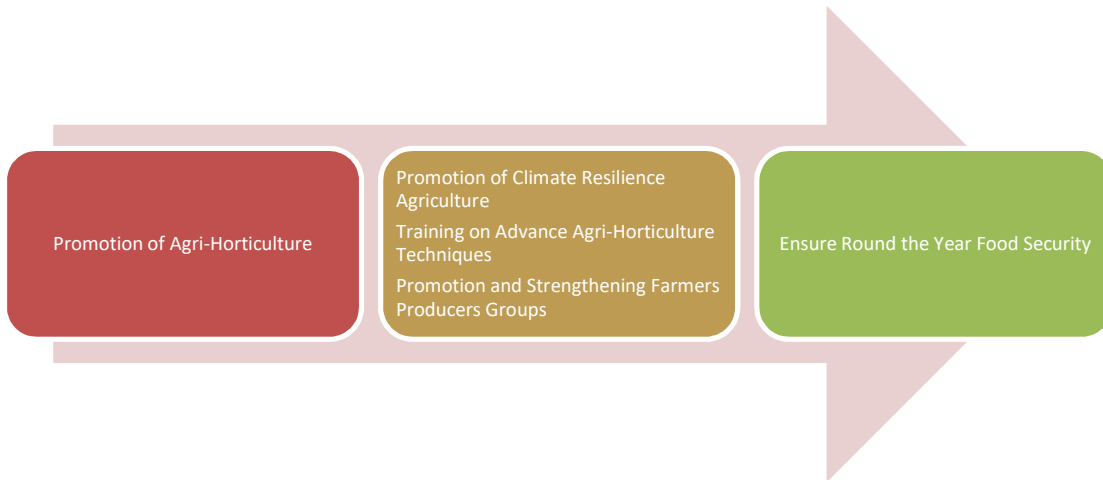 Promotion of Agri-Horticulture
Promotion of Climate Resilience
Agriculture
Training on Advance Agri-Horticulture
Techniques
Promotion and Strengthening Farmers
Producers Groups
Ensure Round the Year Food Security